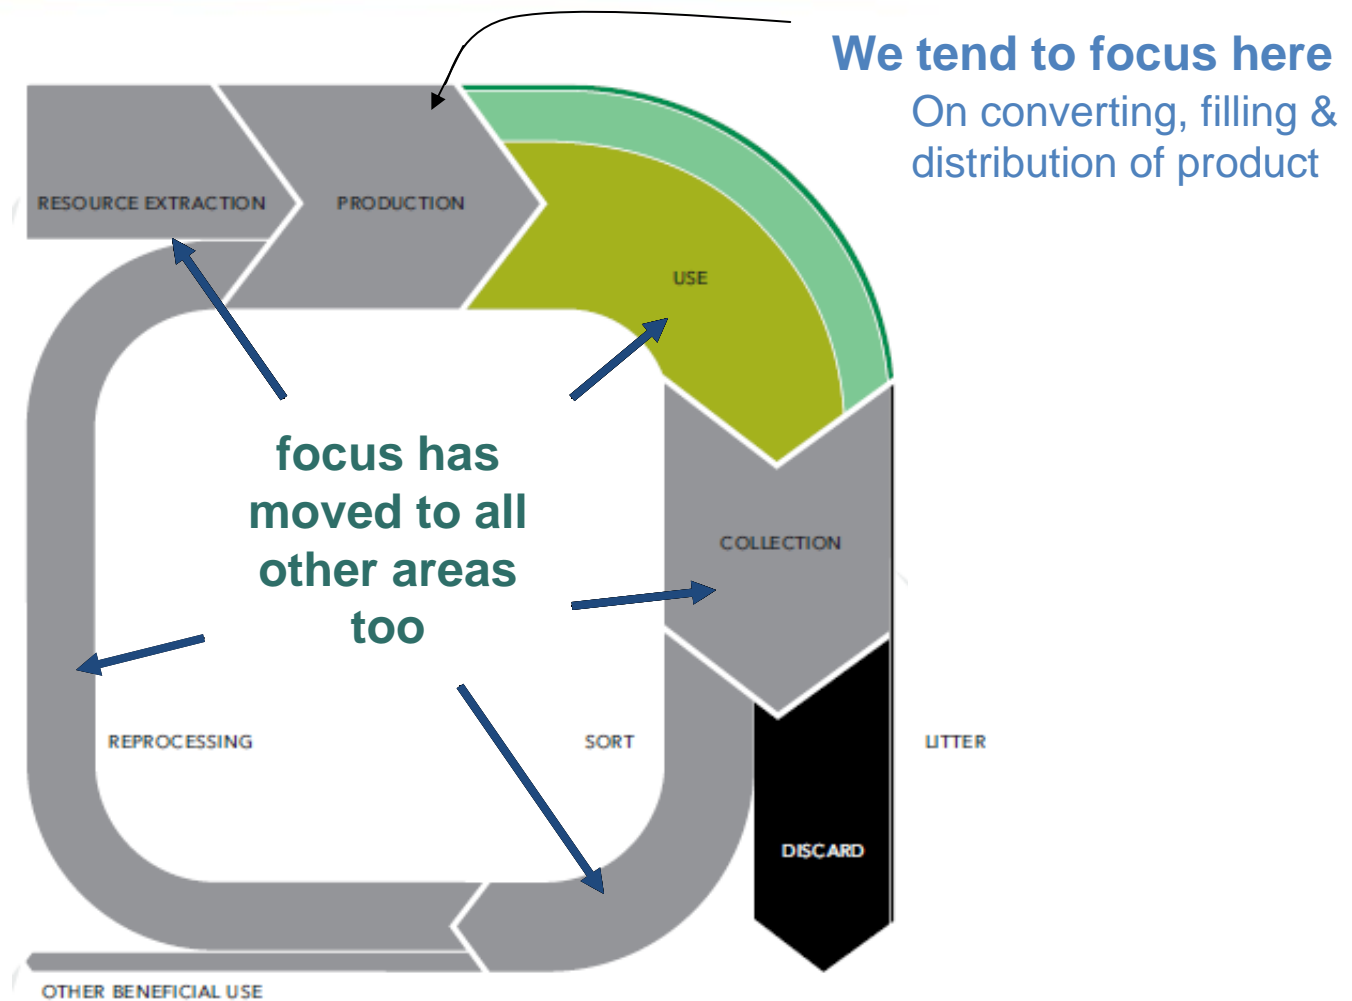 We tend to focus here
On converting, filling &
distribution of product
RESOURCE EXTRACTION
PRODUCTION
USE
focus has
moved to all
other areas
too
COLLECTION
REPROCESSING
SORT
LITTER
DISCARD
OTHER BENEFICIAL USE